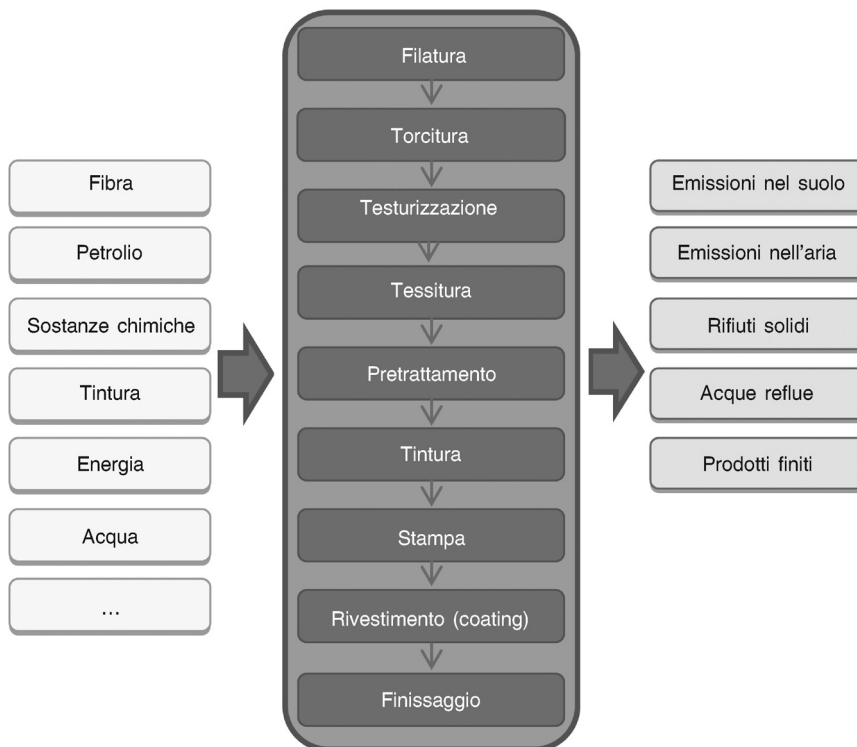 Fibra
Petrolio
Sostanze chimiche
Tintura
Energia
Acqua
...
Filatura
Torcitura
Testurizzazione
Tessitura
Pretrattamento
Tintura
Stampa
Rivestimento (coating)
Finissaggio
Emissioni nel suolo
Emissioni nell'aria
Rifiuti solidi
Acque reflue
Prodotti finiti